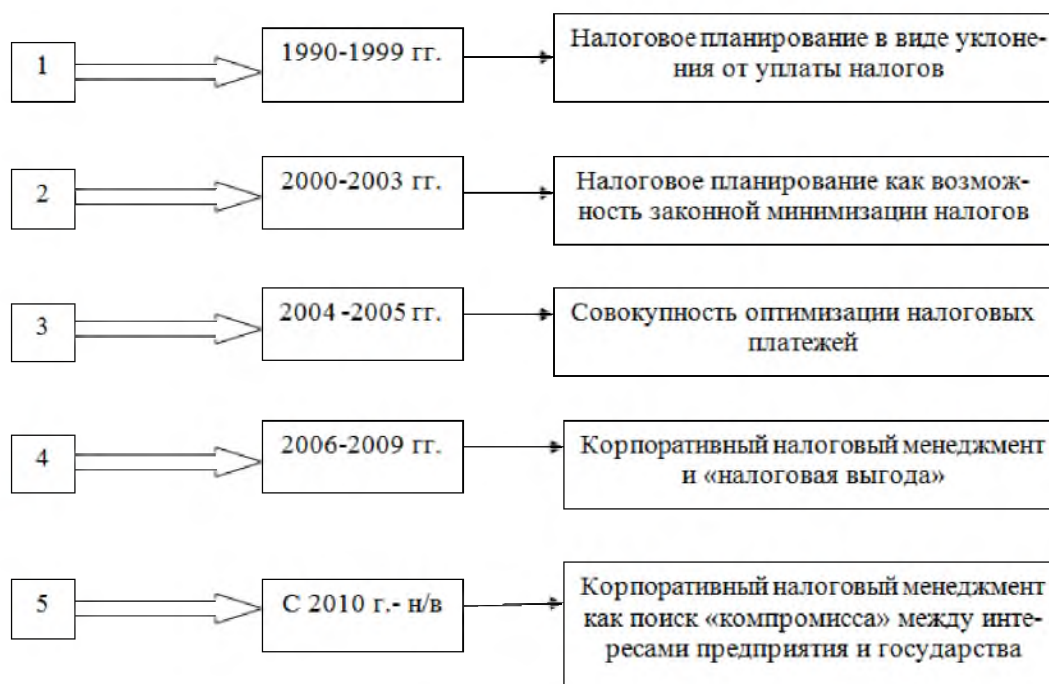 1
1990-1999 гг.
Налоговое планирование в виде уклоне-
ния от уплаты налогов
2
2000-2003 гг.
Налоговое планирование как возмож-
ность законной минимизации налогов
3
2004 -2005 гг.
Совокупность оптимизации налоговых
платежей
4
2006-2009 гг.
Корпоративный налоговый менеджмент
и «налоговая выгода»
5
С 2010 г.- н/в
Корпоративный налоговый менеджмент
как поиск «компромисса» между инте-
ресами предприятия и государства